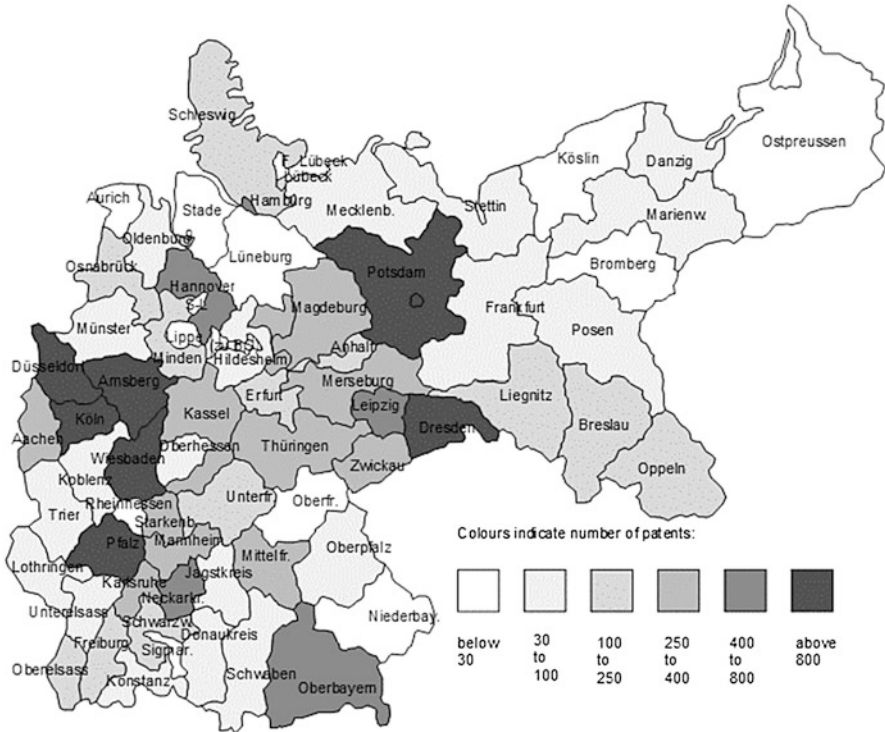 Schleswig
Ostpreussen
F. Lübeck
Lübeck
Köslin
Danzig
Aurich
Stade
Hamburg
Mecklenb.
Stettin
Marienw.
Oldenburg
Lüneburg
Osnabrück
Potsdam
Bromberg
Hannover
S-L
Magdeburg
Frankfurt
Münster
Lippe
Posen
(zu BS)
Anhalt
Minden
Hildesheim
Düsseldorf
Arnsberg
Merseburg
Erfurt
Liegnitz
Kassel
Leipzig
Köln
Dresden
Breslau
Aachen
Oberhessen
Thüringen
Wiesbaden
Zwickau
Oppeln
Koblenz
Unterfr.
Oberfr.
Rheinhessen
Trier
Starkenb.
Colours indicate number of patents:
Pfalz
Mannheim
Mittelfr.
Oberpfalz
Lothringen
Jagstkreis
Karlsruhe
Neckarkr.
Unterelsass
Niederbay.
Schwarzw.
Donaukreis
Freiburg
Sigmar.
Oberelsass
Konstanz
Schwaben
Oberbayern
below
30
30
to
100
100
to
250
250
to
400
400
to
800
above
800